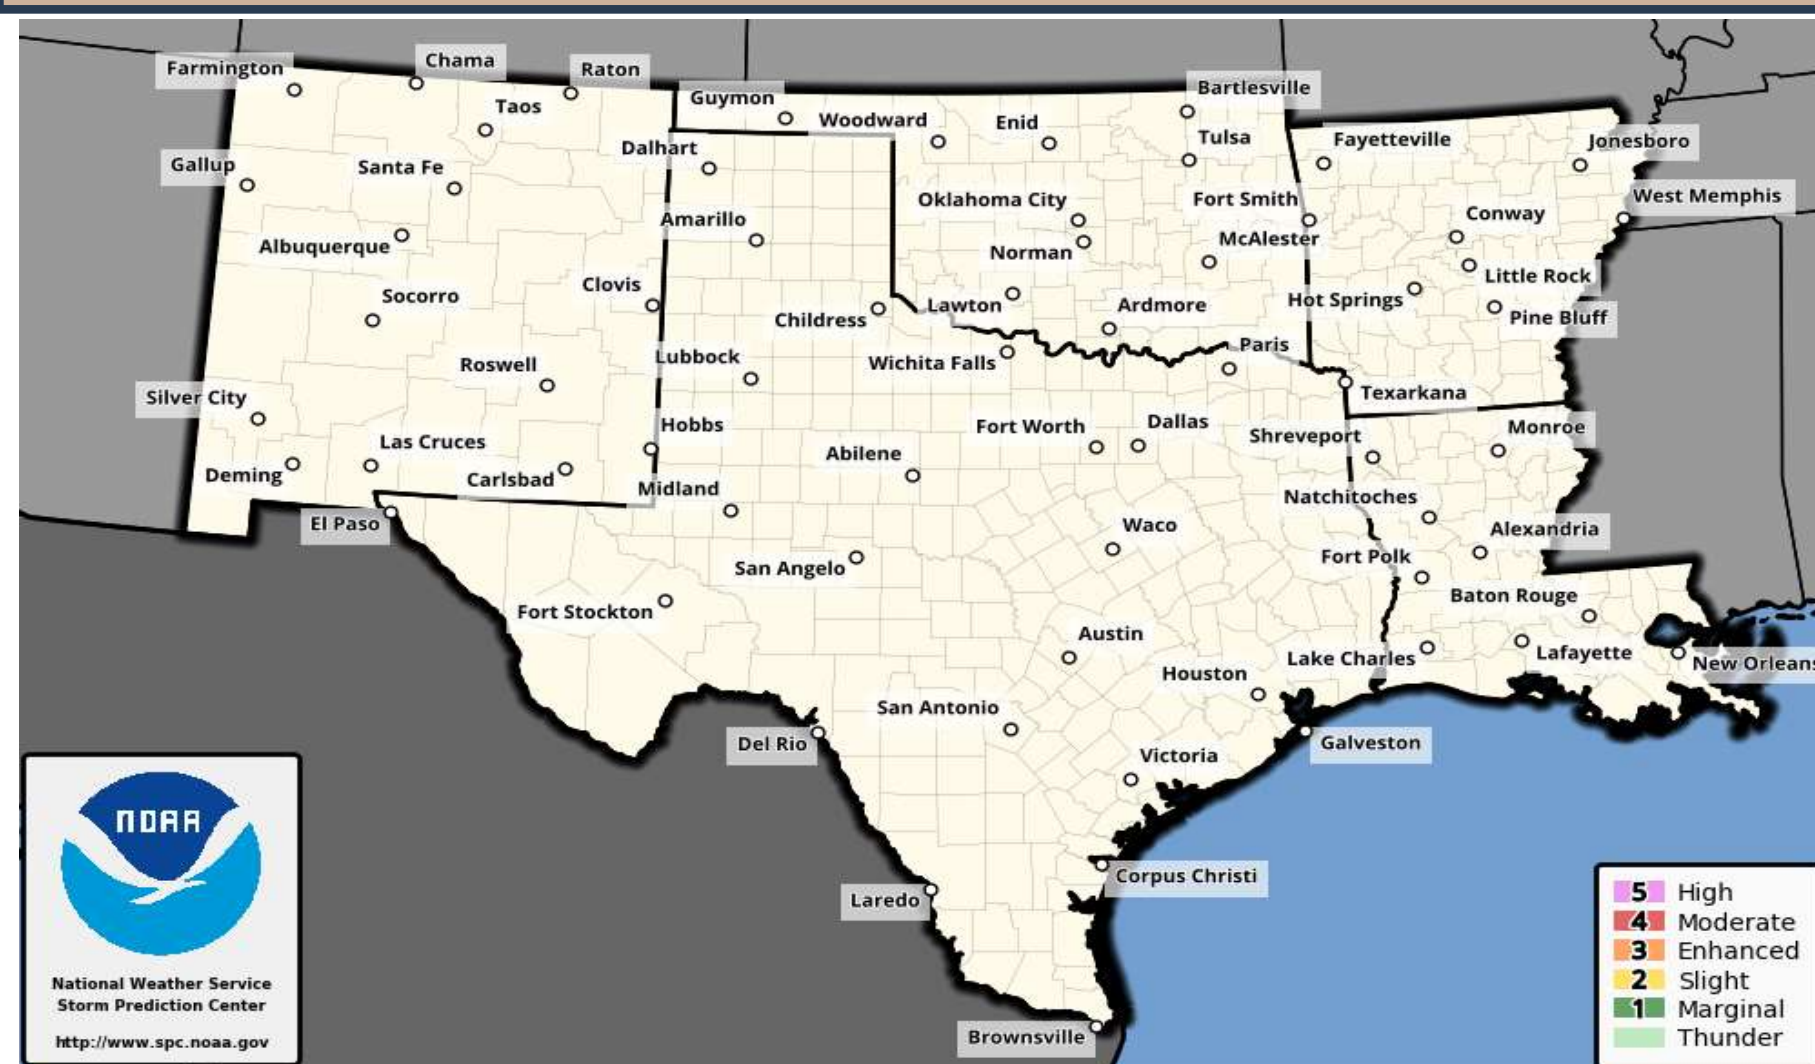 Farmington
Chama
Raton
Taos
Gallup
Santa Fe
Albuquerque
Socorro
Clovis
Roswell
Silver City
Las Cruces
Deming
Carlsbad
Hobbs
Guymon
Woodward
Enid
Bartlesville
Tulsa
Dalhart
Amarillo
Oklahoma City
Norman
Fort Smith
McAlester
Lawton
Ardmore
Childress
Fayetteville
Jonesboro
West Memphis
Conway
Little Rock
Hot Springs
Pine Bluff
Paris
Texarkana
Wichita Falls
Lubbock
Fort Worth
Dallas
Abilene
Midland
El Paso
San Angelo
Waco
Fort Stockton
Austin
Houston
San Antonio
Del Rio
Victoria
Galveston
Laredo
Corpus Christi
Brownsville
Shreveport
Monroe
Natchitoches
Alexandria
Fort Polk
Baton Rouge
Lake Charles
Lafayette
New Orleans
NOAA
National Weather Service
Storm Prediction Center
http://www.spc.noaa.gov
5 High
4 Moderate
3 Enhanced
2 Slight
1 Marginal
Thunder